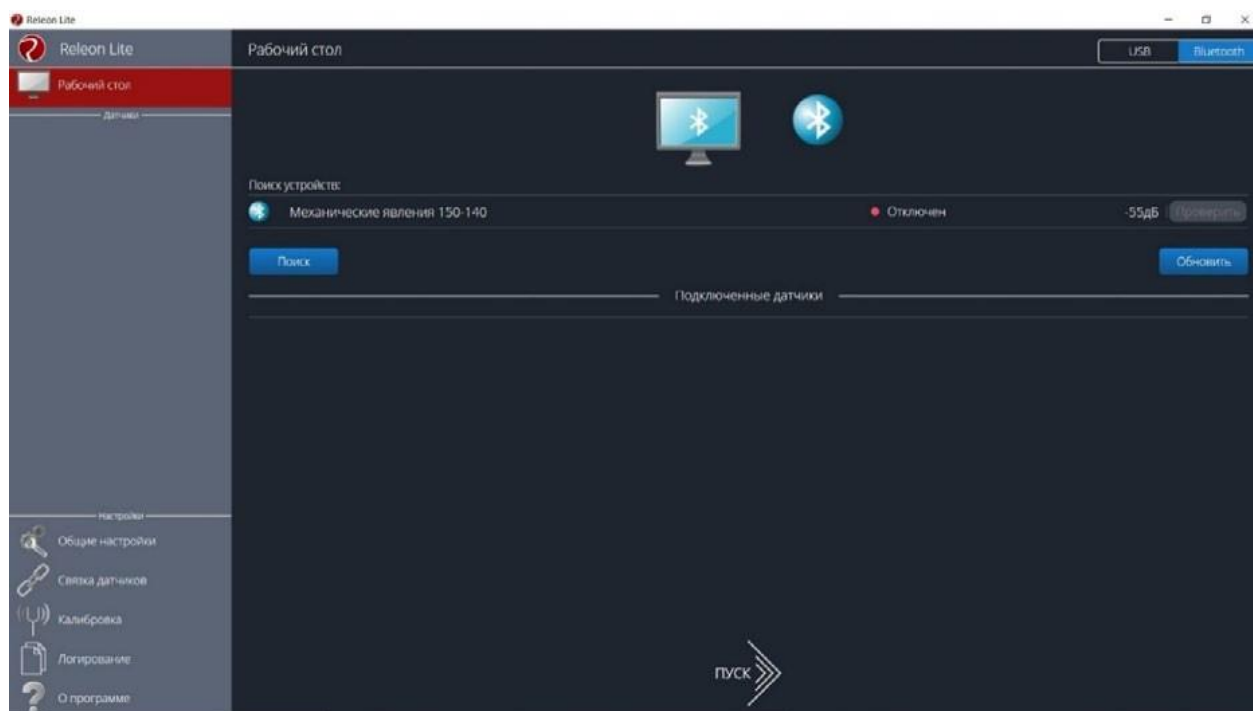 Releon Lite
Releon Lite
Рабочий стол
USB
Bluetooth
Рабочий стол
Датчики
Поиск устройств:
Механические явления 150-140
Отключен
-55дБ
Проверить
Поиск
Обновить
Подключенные датчики
Настройки
Общие настройки
Связка датчиков
Калибровка
Логирование
О программе
ПУСК